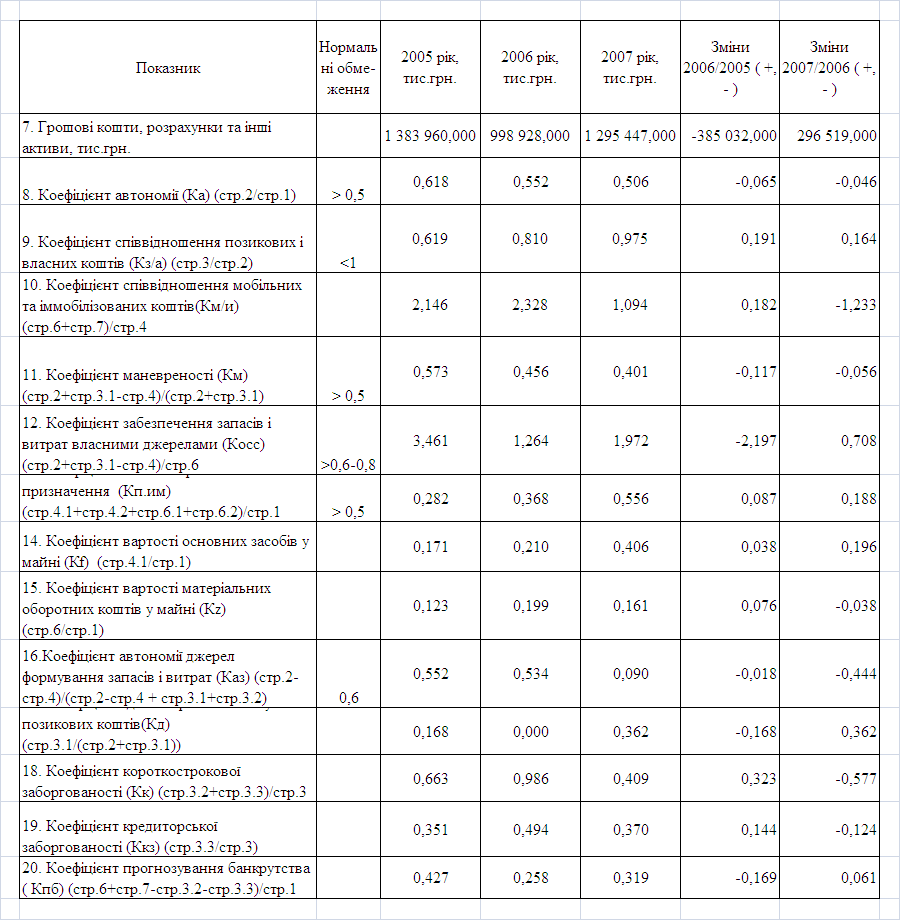 Показник
Нормаль
ні обме-
ження
2005 рік,
тис.грн.
2006 рік,
тис.грн.
2007 рік,
тис.грн.
Зміни
2006/2005 ( +,
- )
Зміни
2007/2006 ( +,
- )
7. Грошові кошти, розрахунки та інші
активи, тис.грн.
1 383 960,000 998 928,000 1 295 447,000 -385 032,000 296 519,000
8. Коефіцієнт автономії (Ка) (стр.2/стр.1) > 0,5 0,618 0,552 0,506 -0,065 -0,046
9. Коефіцієнт співвідношення позикових і
власних коштів (Кз/а) (стр.3/стр.2) <1 0,619 0,810 0,975 0,191 0,164
10. Коефіцієнт співвідношення мобільних
та іммобілізованих коштів(Км/и)
(стр.6+стр.7)/стр.4
2,146 2,328 1,094 0,182 -1,233
11. Коефіцієнт маневреності (Км)
(стр.2+стр.3.1-стр.4)/(стр.2+стр.3.1) > 0,5 0,573 0,456 0,401 -0,117 -0,056
12. Коефіцієнт забезпечення запасів і
витрат власними джерелами (Косс)
(стр.2+стр.3.1-стр.4)/стр.6 >0,6-0,8 3,461 1,264 1,972 -2,197 0,708
призначення (Кп.им)
(стр.4.1+стр.4.2+стр.6.1+стр.6.2)/стр.1 > 0,5 0,282 0,368 0,556 0,087 0,188
14. Коефіцієнт вартості основних засобів у
майні (Kf) (стр.4.1/стр.1)
0,171 0,210 0,406 0,038 0,196
15. Коефіцієнт вартості матеріальних
оборотних коштів у майні (Kz)
(стр.6/стр.1)
0,123 0,199 0,161 0,076 -0,038
16.Коефіцієнт автономії джерел
формування запасів і витрат (Каз) (стр.2-
стр.4)/(стр.2-стр.4 + стр.3.1+стр.3.2) 0,6 0,552 0,534 0,090 -0,018 -0,444
позикових коштів(Кд)
(стр.3.1/(стр.2+стр.3.1))
0,168 0,000 0,362 -0,168 0,362
18. Коефіцієнт короткострокової
заборгованості (Кк) (стр.3.2+стр.3.3)/стр.3
0,663 0,986 0,409 0,323 -0,577
19. Коефіцієнт кредиторської
заборгованості (Ккз) (стр.3.3/стр.3)
0,351 0,494 0,370 0,144 -0,124
20. Коефіцієнт прогнозування банкрутства
( Кпб) (стр.6+стр.7-стр.3.2-стр.3.3)/стр.1
0,427 0,258 0,319 -0,169 0,061